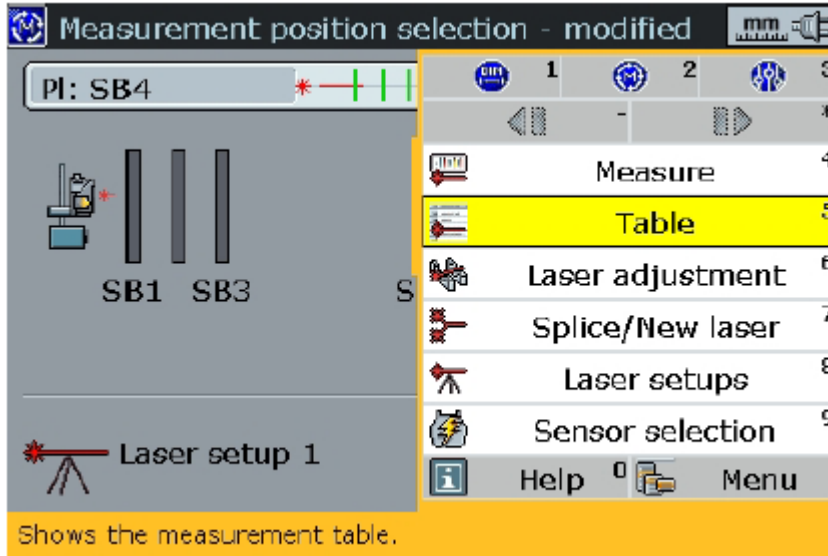 Measurement position selection - modified
mm
Pl: SB4
DIM 1 2 3
- *
Measure 4
Table 5
SB1 SB3 S
Laser adjustment 6
Splice/New laser 7
Laser setups 8
Sensor selection 9
Laser setup 1
Help 0 Menu
Shows the measurement table.